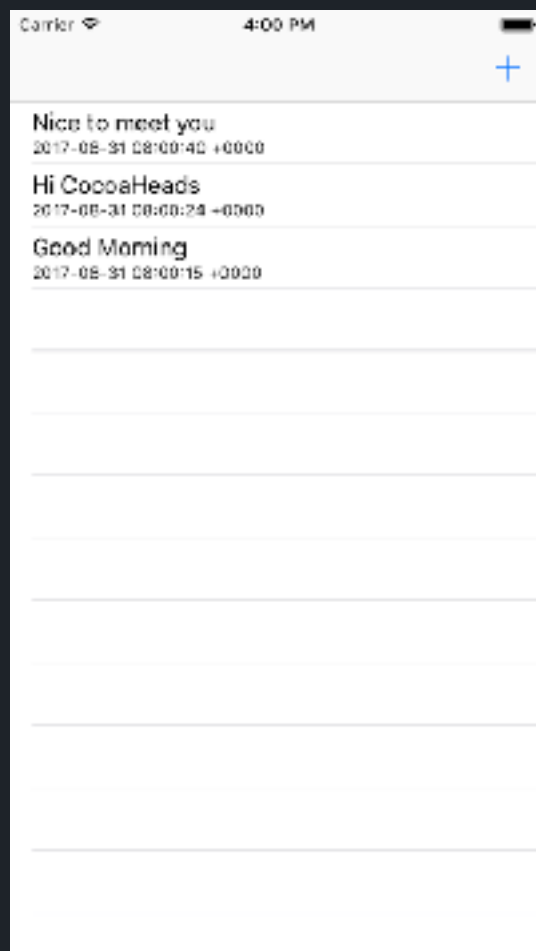 Carrier 4:00 PM
Nice to meet you
2017-08-31 08:00:40 +0000
Hi CocoaHeads
2017-08-31 08:00:24 +0000
Good Morning
2017-08-31 08:00:15 +0000